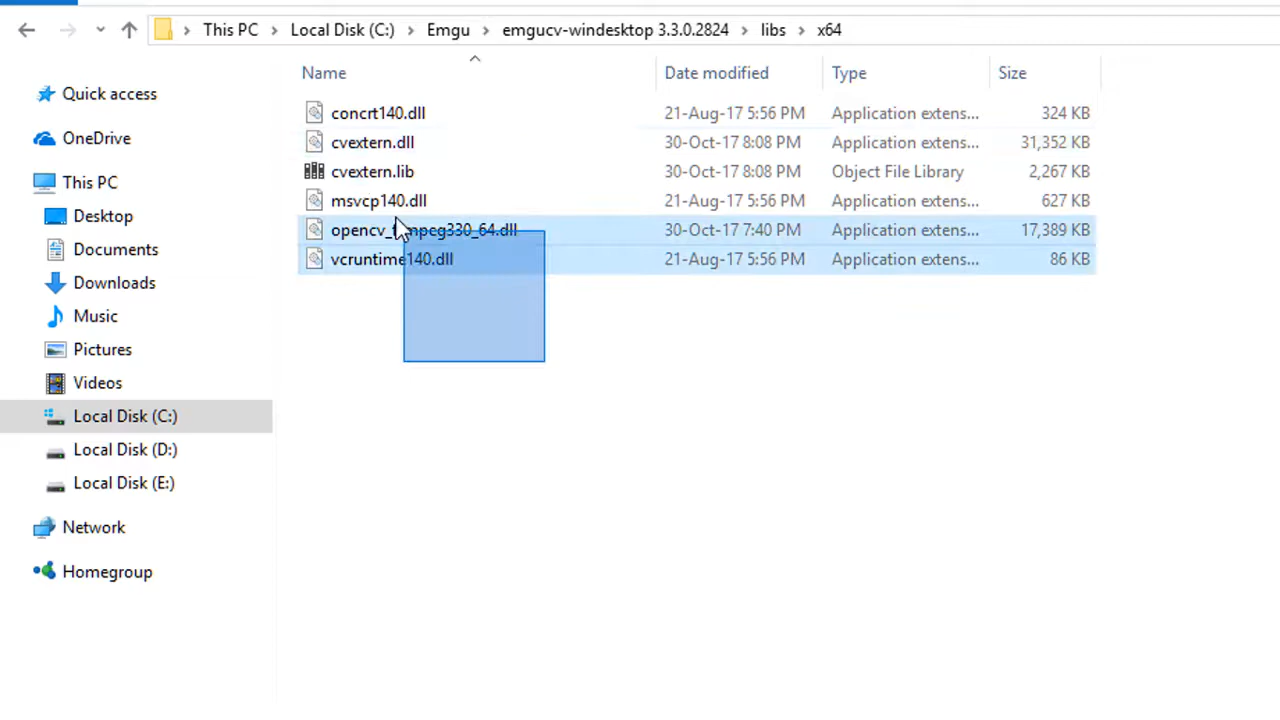 This PC Local Disk (C:) Emgu emgucv-windesktop 3.3.0.2824 libs x64
Name Date modified Type Size
Quick access
OneDrive
This PC
Desktop
Documents
Downloads
Music
Pictures
Videos
Local Disk (C:)
Local Disk (D:)
Local Disk (E:)
Network
Homegroup
concrt140.dll 21-Aug-17 5:56 PM Application extens... 324 KB
cvextern.dll 30-Oct-17 8:08 PM Application extens... 31,352 KB
cvextern.lib 30-Oct-17 8:08 PM Object File Library 2,267 KB
msvcp140.dll 21-Aug-17 5:56 PM Application extens... 627 KB
30-Oct-17 7:40 PM Application extens... 17,389 KB
vcruntime140.dll 21-Aug-17 5:56 PM Application extens... 86 KB